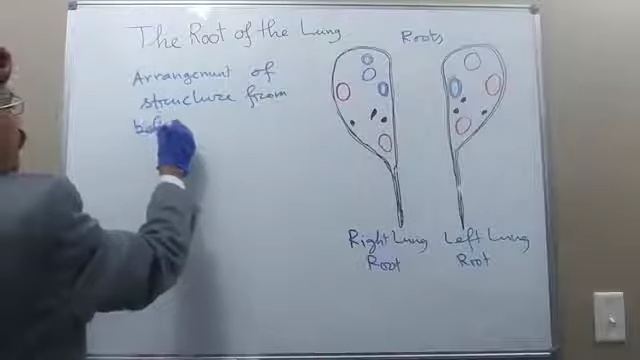 The Root of the Lung
Roots
Arrangement of
structure from
Right Lung
Root
Left Lung
Root